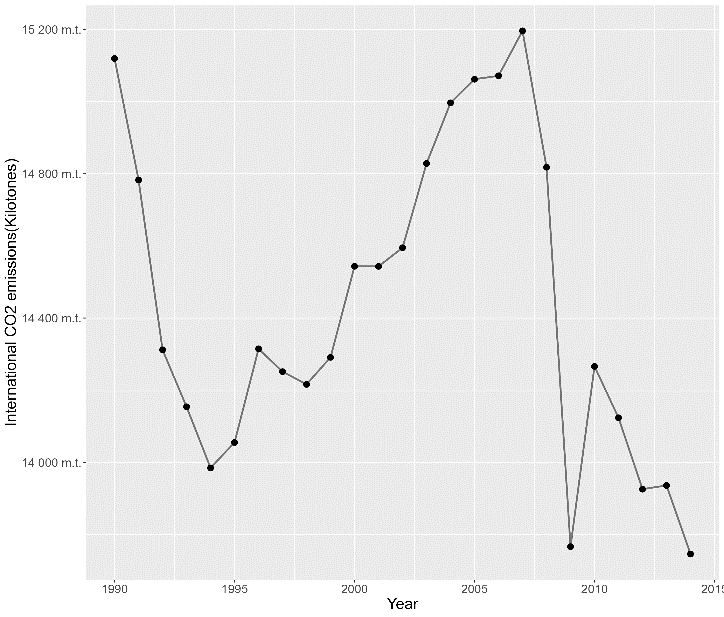 International CO2 emissions(Kilotones)
15 200 m.t.
14 800 m.t.
14 400 m.t.
14 000 m.t.
1990 1995 2000 2005 2010 2015
Year